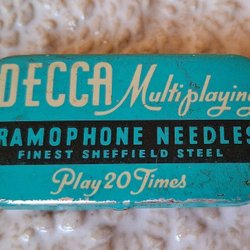 DECCA Multiplaying
RAMOPHONE NEEDLES
FINEST SHEFFIELD STEEL
Play 20 Times